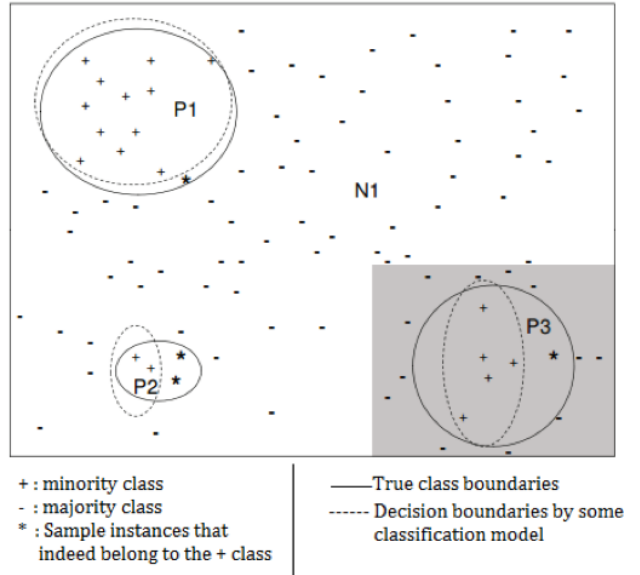 P1
N1
P3
P2
+ : minority class
- : majority class
* : Sample instances that
indeed belong to the + class
True class boundaries
Decision boundaries by some
classification model